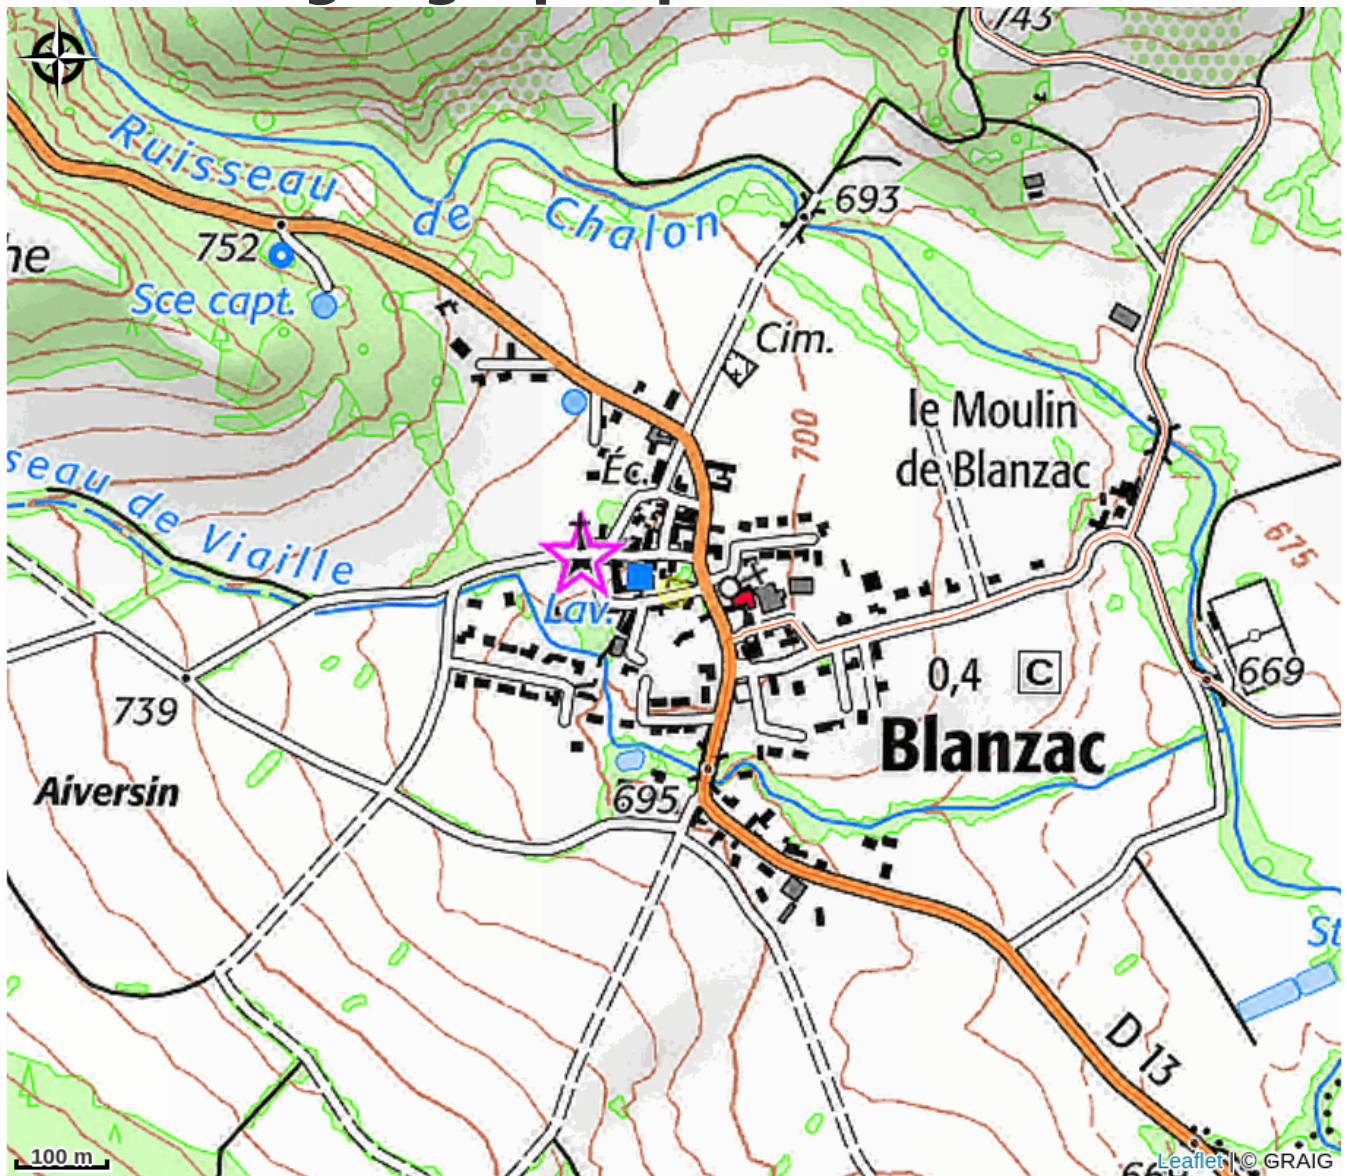 743
Ruisseau
de
Chalon
693
752
he
Sce capt.
Cim.
le Moulin
de Blanzac
700
Éc.
seau de Viaille
675
Lav.
0,4
C
669
739
Blanzac
Aiversin
695
St
D 13
100 m
Leaflet | © GRAIG